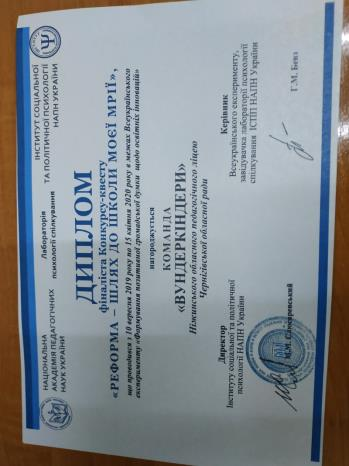 НАЦІОНАЛЬНА
АКАДЕМІЯ ПЕДАГОГІЧНИХ
НАУК УКРАЇНИ
Лабораторія
психології спілкування
ІНСТИТУТ СОЦІАЛЬНОЇ
ТА ПОЛІТИЧНОЇ ПСИХОЛОГІЇ
НАПН УКРАЇНИ
ДИПЛОМ
фіналіста Конкурсу-квесту
«РЕФОРМА – ШЛЯХ ДО ШКОЛИ МОЄЇ МРІЇ»,
що проводився з 10 вересня 2019 року по 15 квітня 2020 року в межах Всеукраїнського
експерименту «Формування позитивної громадської думки щодо освітніх інновацій»
нагороджується
КОМАНДА
«ВУНДЕРКІНДЕРИ»
Ніжинського обласного педагогічного ліцею
Чернігівської обласної ради
Директор
Інституту соціальної та політичної
психології НАПН України
М.М. Слюсаревський
Керівник
Всеукраїнського експерименту,
завідувачка лабораторії психології
спілкування ІСПП НАПН України
Г.М. Бевз